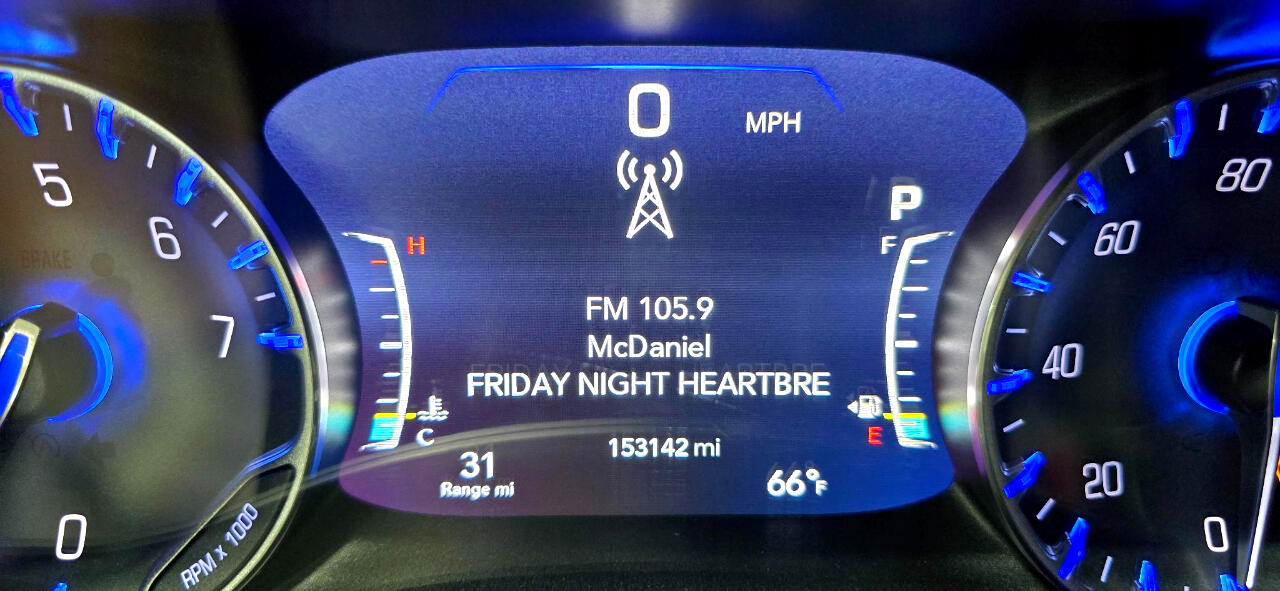 0 MPH
P
5
6
7
0
BRAKE
RPM x 1000
H
C
F
E
FM 105.9
McDaniel
FRIDAY NIGHT HEARTBRE
153142 mi
31
Range mi
66°F
80
60
40
20
0